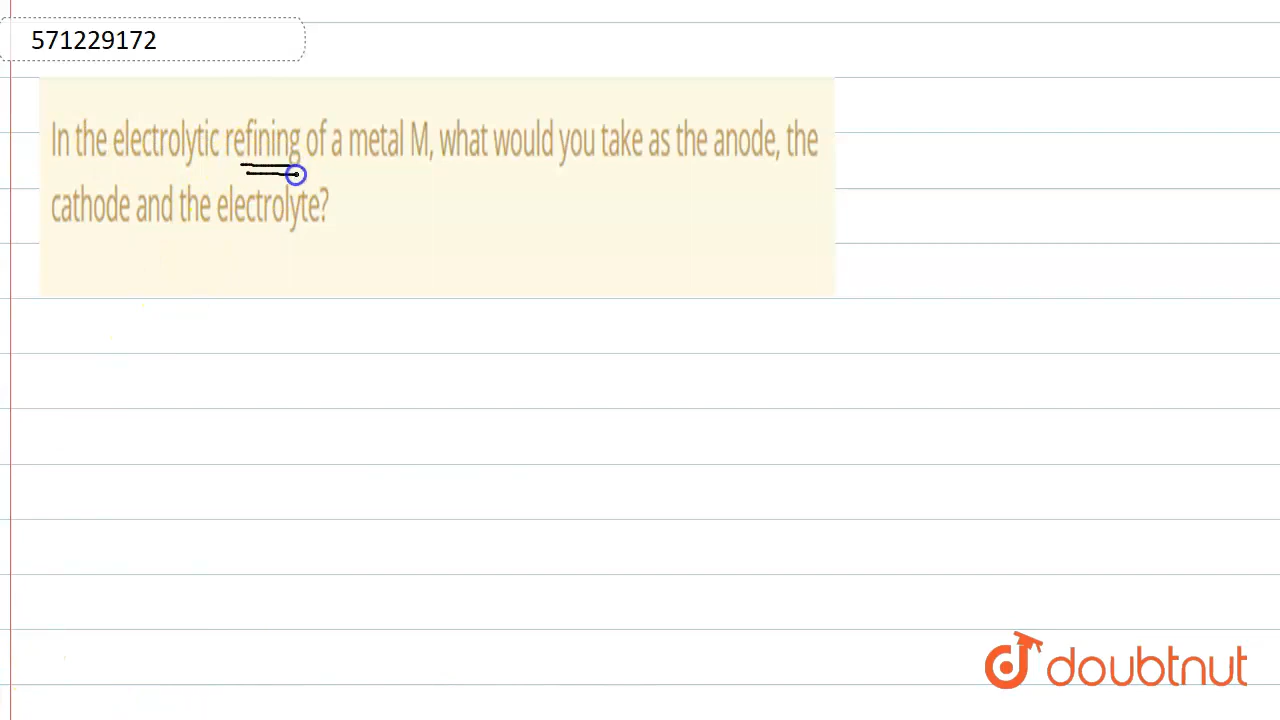 571229172
In the electrolytic refining of a metal M, what would you take as the anode, the
cathode and the electrolyte?
doubtnut